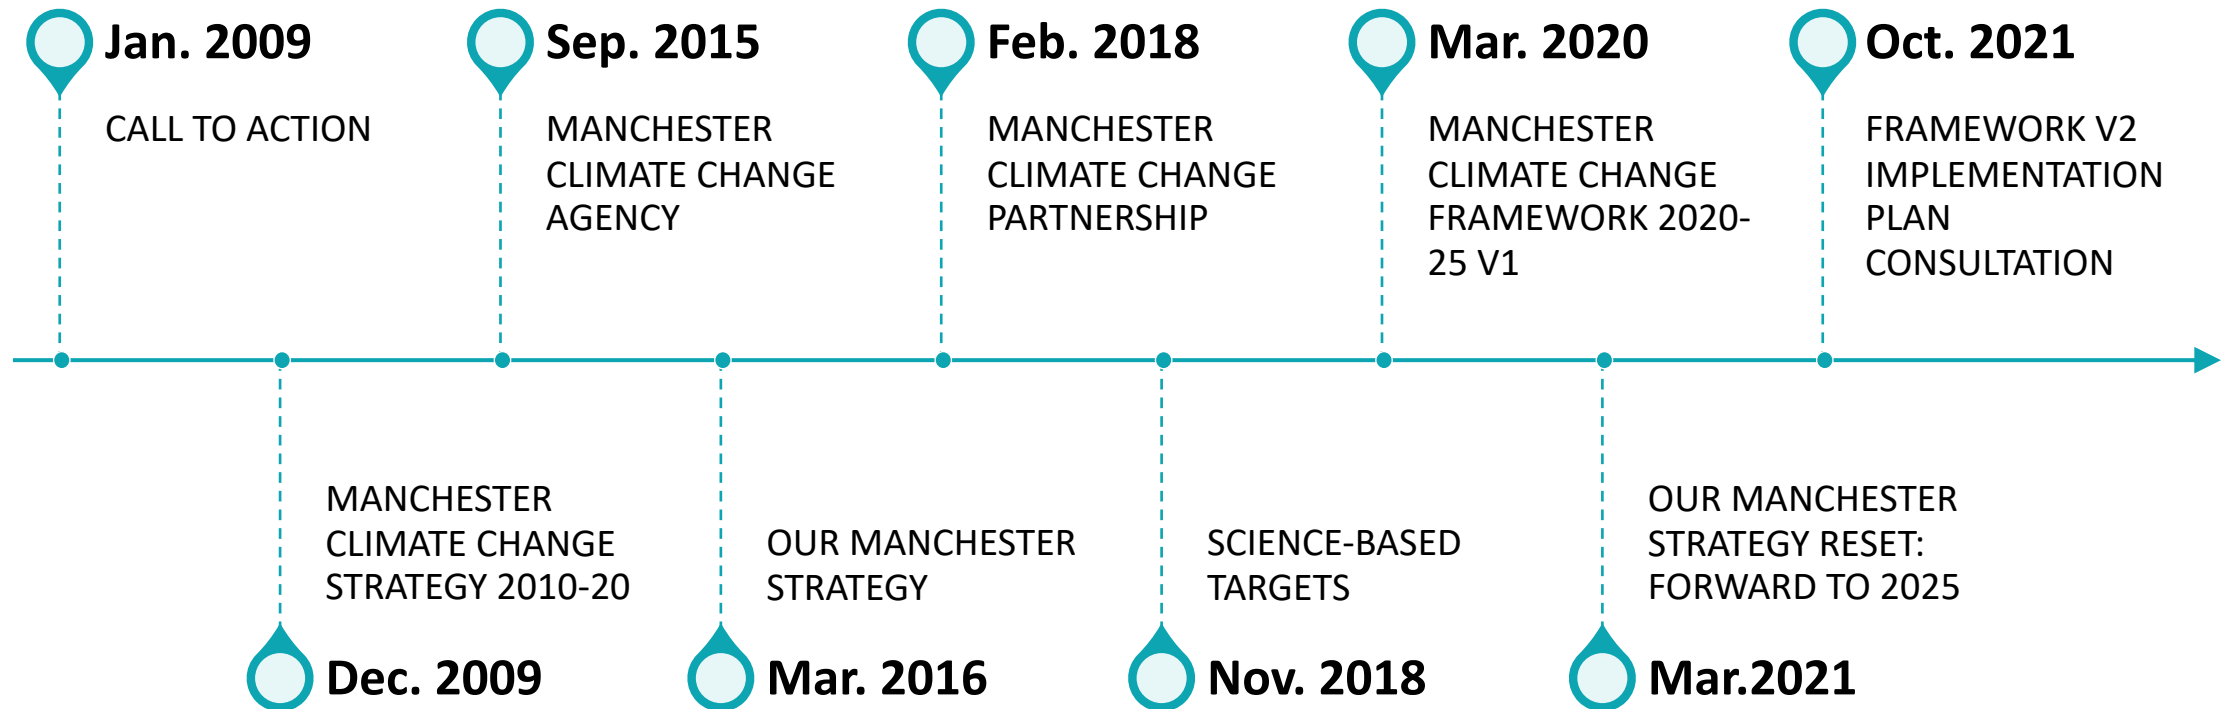 Jan. 2009
CALL TO ACTION
Sep. 2015
MANCHESTER
CLIMATE CHANGE
AGENCY
Feb. 2018
MANCHESTER
CLIMATE CHANGE
PARTNERSHIP
Mar. 2020
MANCHESTER
CLIMATE CHANGE
FRAMEWORK 2020-
25 V1
Oct. 2021
FRAMEWORK V2
IMPLEMENTATION
PLAN
CONSULTATION
MANCHESTER
CLIMATE CHANGE
STRATEGY 2010-20
Dec. 2009
OUR MANCHESTER
STRATEGY
Mar. 2016
SCIENCE-BASED
TARGETS
Nov. 2018
OUR MANCHESTER
STRATEGY RESET:
FORWARD TO 2025
Mar.2021